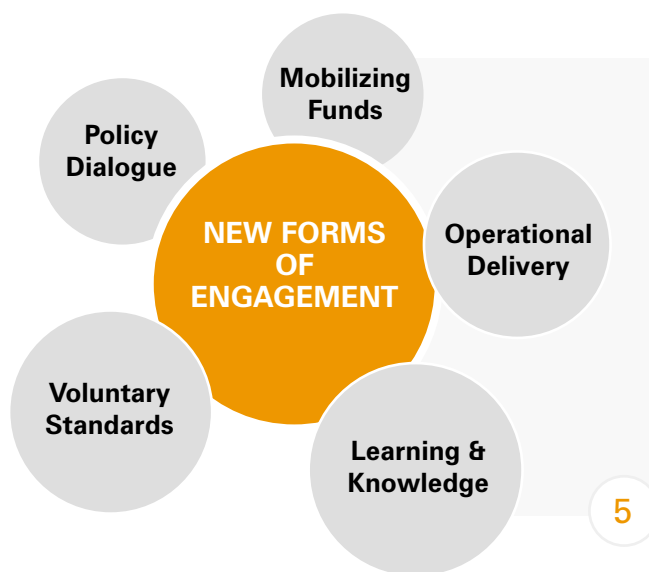 Mobilizing
Funds
Policy
Dialogue
NEW FORMS
OF
ENGAGEMENT
Operational
Delivery
Voluntary
Standards
Learning &
Knowledge
5